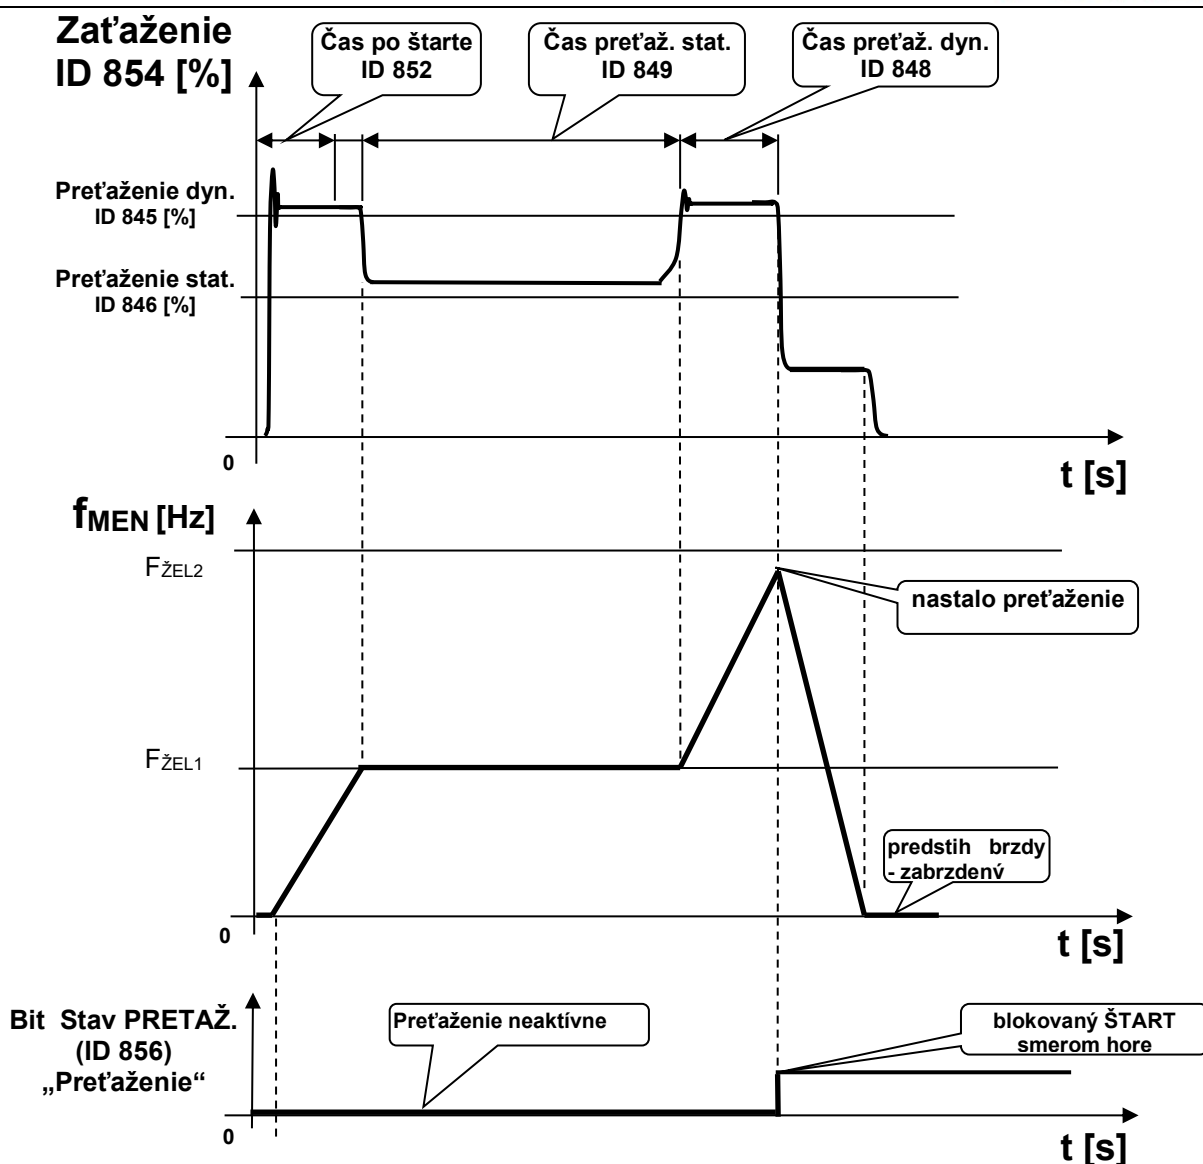 Zaťaženie
ID 854 [%]
Čas po štarte
ID 852
Čas preťaž. stat.
ID 849
Čas preťaž. dyn.
ID 848
Preťaženie dyn.
ID 845 [%]
Preťaženie stat.
ID 846 [%]
0
t [s]
fMEN [Hz]
FŽEL2
nastalo preťaženie
FŽEL1
predstih brzdy
- zabrzdený
0
t [s]
Bit Stav PRETAŽ.
(ID 856)
„Preťaženie“
Preťaženie neaktívne
blokovaný ŠTART
smerom hore
0
t [s]